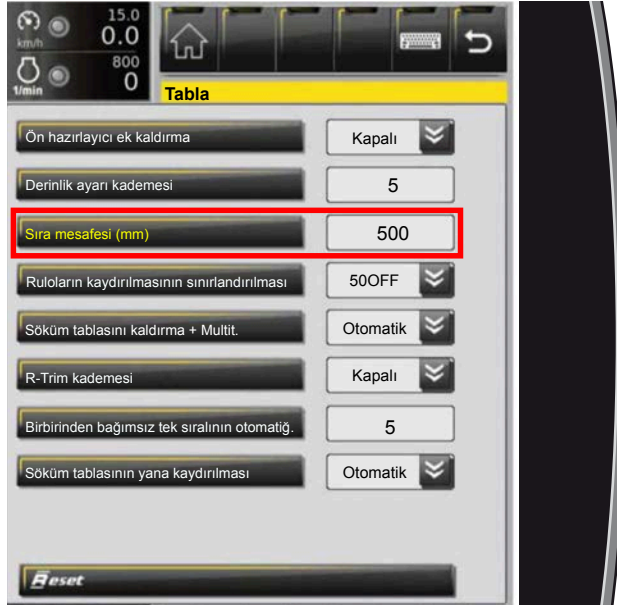 15.0
km/h 0.0
800
1/min 0
Tabla
Ön hazırlayıcı ek kaldırma Kapalı
Derinlik ayarı kademesi 5
Sıra mesafesi (mm) 500
Ruloların kaydırılmasının sınırlandırılması 50OFF
Söküm tablasını kaldırma + Multit. Otomatik
R-Trim kademesi Kapalı
Birbirinden bağımsız tek sıralının otomatiğ. 5
Söküm tablasının yana kaydırılması Otomatik
Reset